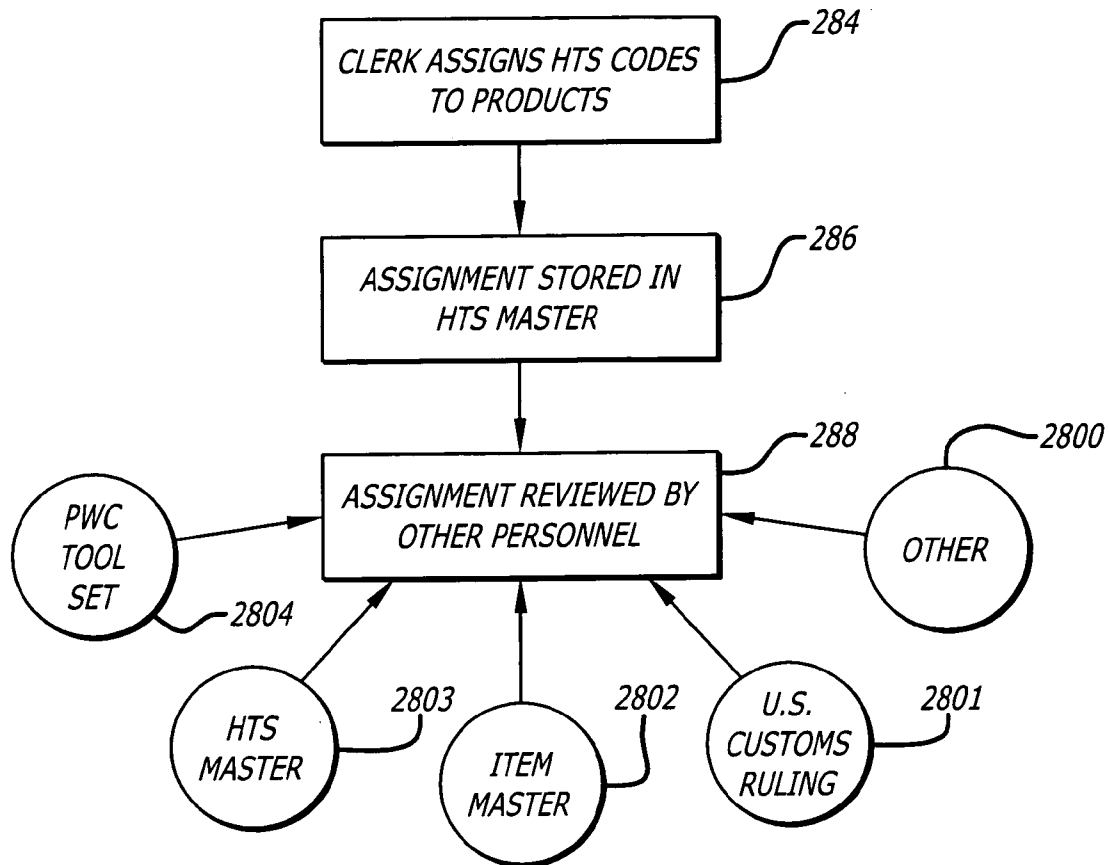 284
CLERK ASSIGNS HTS CODES
TO PRODUCTS
286
ASSIGNMENT STORED IN
HTS MASTER
288
2800
ASSIGNMENT REVIEWED BY
OTHER PERSONNEL
PWC
TOOL
SET
OTHER
2804
2803
2802
2801
HTS
MASTER
ITEM
MASTER
U.S.
CUSTOMS
RULING